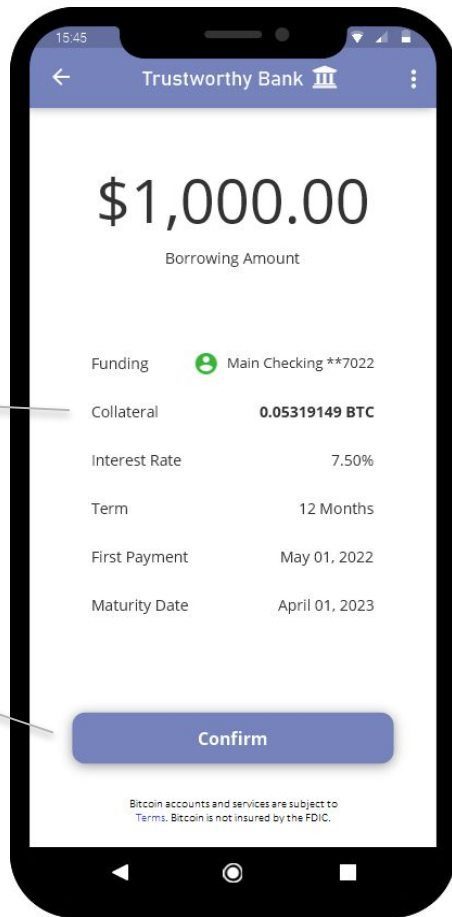 15:45
Trustworthy Bank
$1,000.00
Borrowing Amount
Funding Main Checking **7022
Collateral 0.05319149 BTC
Interest Rate 7.50%
Term 12 Months
First Payment May 01, 2022
Maturity Date April 01, 2023
Confirm
Bitcoin accounts and services are subject to
Terms. Bitcoin is not insured by the FDIC.